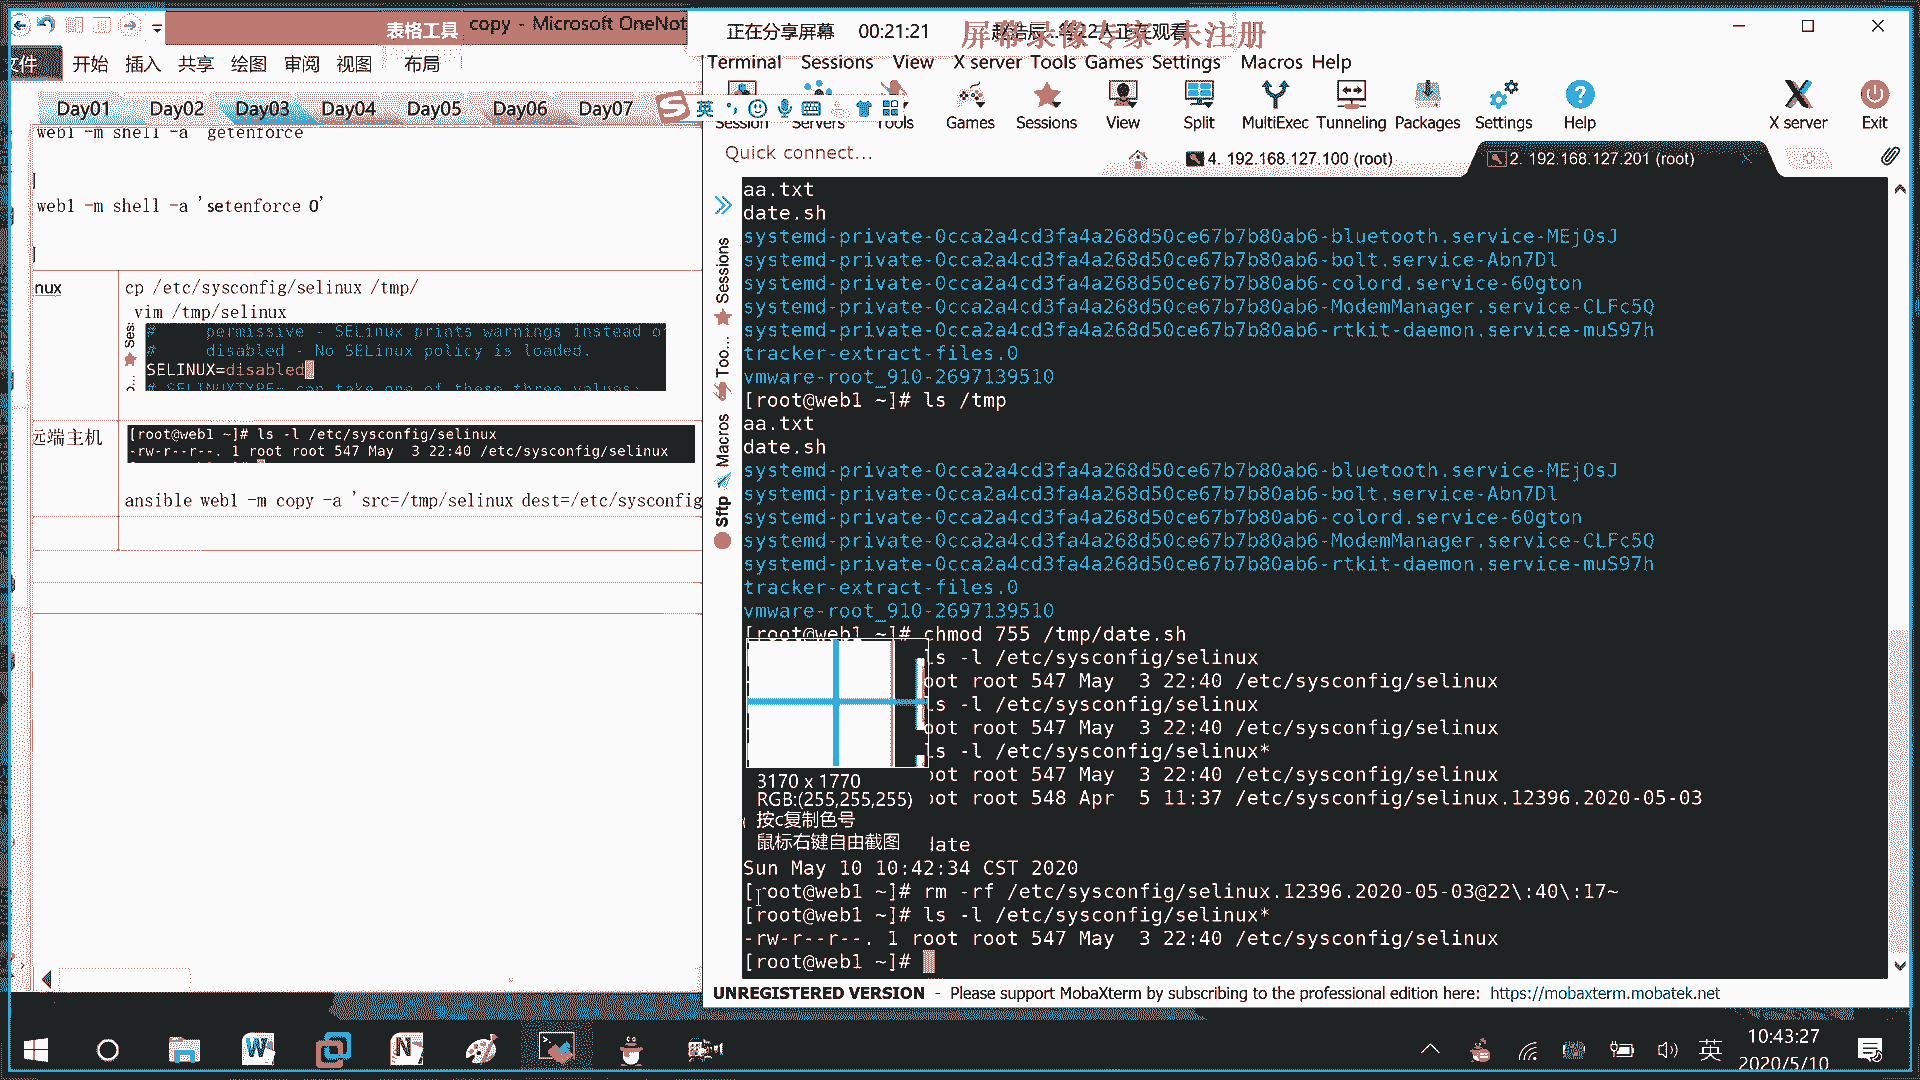 表格工具
copy - Microsoft OneNot
正在分享屏幕 00:21:21
屏幕录像专家 未注册
文件 开始 插入 共享 绘图 审阅 视图 布局
Terminal Sessions View X server Tools Games Settings Macros Help
Day01 Day02 Day03 Day04 Day05 Day06 Day07
英
Session Servers Tools Games Sessions View Split MultiExec Tunneling Packages Settings Help X server Exit
Quick connect...
4. 192.168.127.100 (root)
2. 192.168.127.201 (root)
web1 -m shell -a getenforce
web1 -m shell -a 'setenforce 0'
nux
cp /etc/sysconfig/selinux /tmp/
vim /tmp/selinux
# permissive - SELinux prints warnings instead o
# disabled - No SELinux policy is loaded.
SELINUX=disabled
# SELINUXTYPE= can take one of these three values:
远端主机
[root@web1 ~]# ls -l /etc/sysconfig/selinux
-rw-r--r--. 1 root root 547 May  3 22:40 /etc/sysconfig/selinux
ansible web1 -m copy -a 'src=/tmp/selinux dest=/etc/sysconfig
Sessions
Too...
Macros
Sftp
aa.txt
date.sh
systemd-private-0cca2a4cd3fa4a268d50ce67b7b80ab6-bluetooth.service-MEjOsJ
systemd-private-0cca2a4cd3fa4a268d50ce67b7b80ab6-bolt.service-Abn7Dl
systemd-private-0cca2a4cd3fa4a268d50ce67b7b80ab6-colord.service-60gton
systemd-private-0cca2a4cd3fa4a268d50ce67b7b80ab6-ModemManager.service-CLFc5Q
systemd-private-0cca2a4cd3fa4a268d50ce67b7b80ab6-rtkit-daemon.service-muS97h
tracker-extract-files.0
vmware-root_910-2697139510
[root@web1 ~]# ls /tmp
aa.txt
date.sh
systemd-private-0cca2a4cd3fa4a268d50ce67b7b80ab6-bluetooth.service-MEjOsJ
systemd-private-0cca2a4cd3fa4a268d50ce67b7b80ab6-bolt.service-Abn7Dl
systemd-private-0cca2a4cd3fa4a268d50ce67b7b80ab6-colord.service-60gton
systemd-private-0cca2a4cd3fa4a268d50ce67b7b80ab6-ModemManager.service-CLFc5Q
systemd-private-0cca2a4cd3fa4a268d50ce67b7b80ab6-rtkit-daemon.service-muS97h
tracker-extract-files.0
vmware-root_910-2697139510
[root@web1 ~]# chmod 755 /tmp/date.sh
ls -l /etc/sysconfig/selinux
oot root 547 May  3 22:40 /etc/sysconfig/selinux
ls -l /etc/sysconfig/selinux
oot root 547 May  3 22:40 /etc/sysconfig/selinux
ls -l /etc/sysconfig/selinux*
oot root 547 May  3 22:40 /etc/sysconfig/selinux
oot root 548 Apr  5 11:37 /etc/sysconfig/selinux.12396.2020-05-03
3170 x 1770
RGB:(255,255,255)
按c复制色号
鼠标右键自由截图
date
Sun May 10 10:42:34 CST 2020
[root@web1 ~]# rm -rf /etc/sysconfig/selinux.12396.2020-05-03@22\:40\:17~
[root@web1 ~]# ls -l /etc/sysconfig/selinux*
-rw-r--r--. 1 root root 547 May  3 22:40 /etc/sysconfig/selinux
[root@web1 ~]#
UNREGISTERED VERSION - Please support MobaXterm by subscribing to the professional edition here: https://mobaxterm.mobatek.net
英
10:43:27
2020/5/10